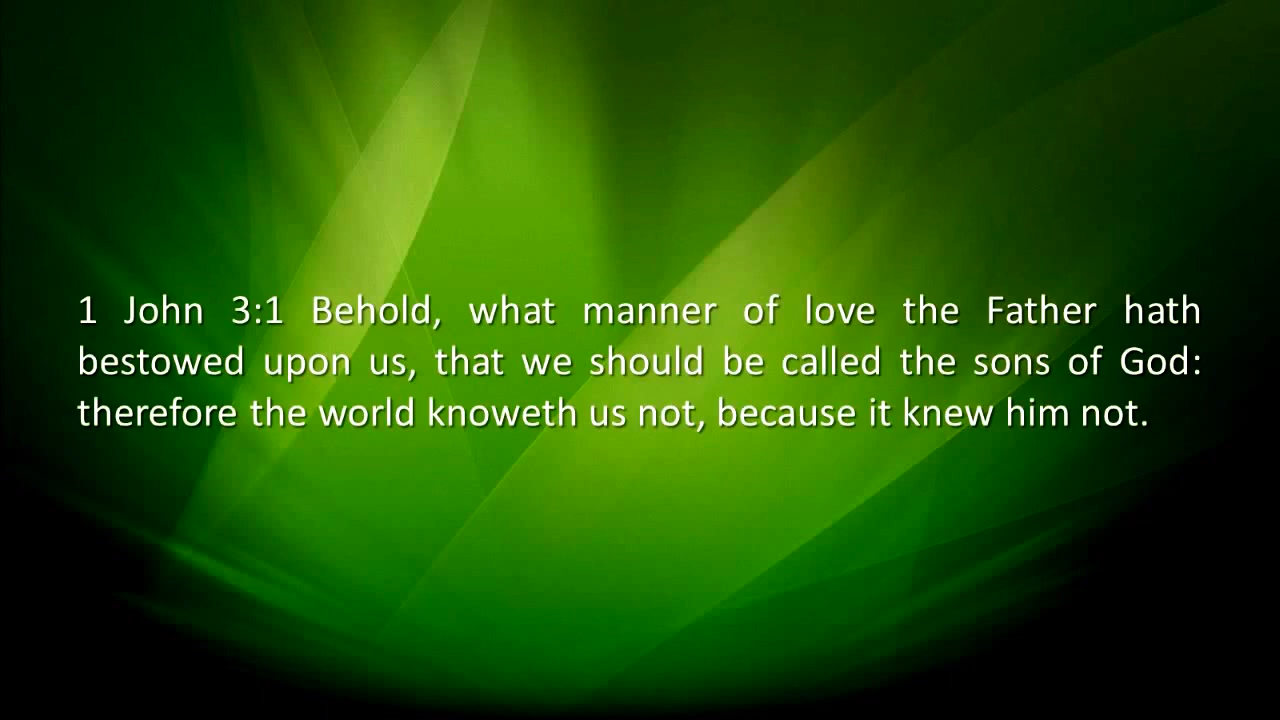 1 John 3:1 Behold, what manner of love the Father hath
bestowed upon us, that we should be called the sons of God:
therefore the world knoweth us not, because it knew him not.